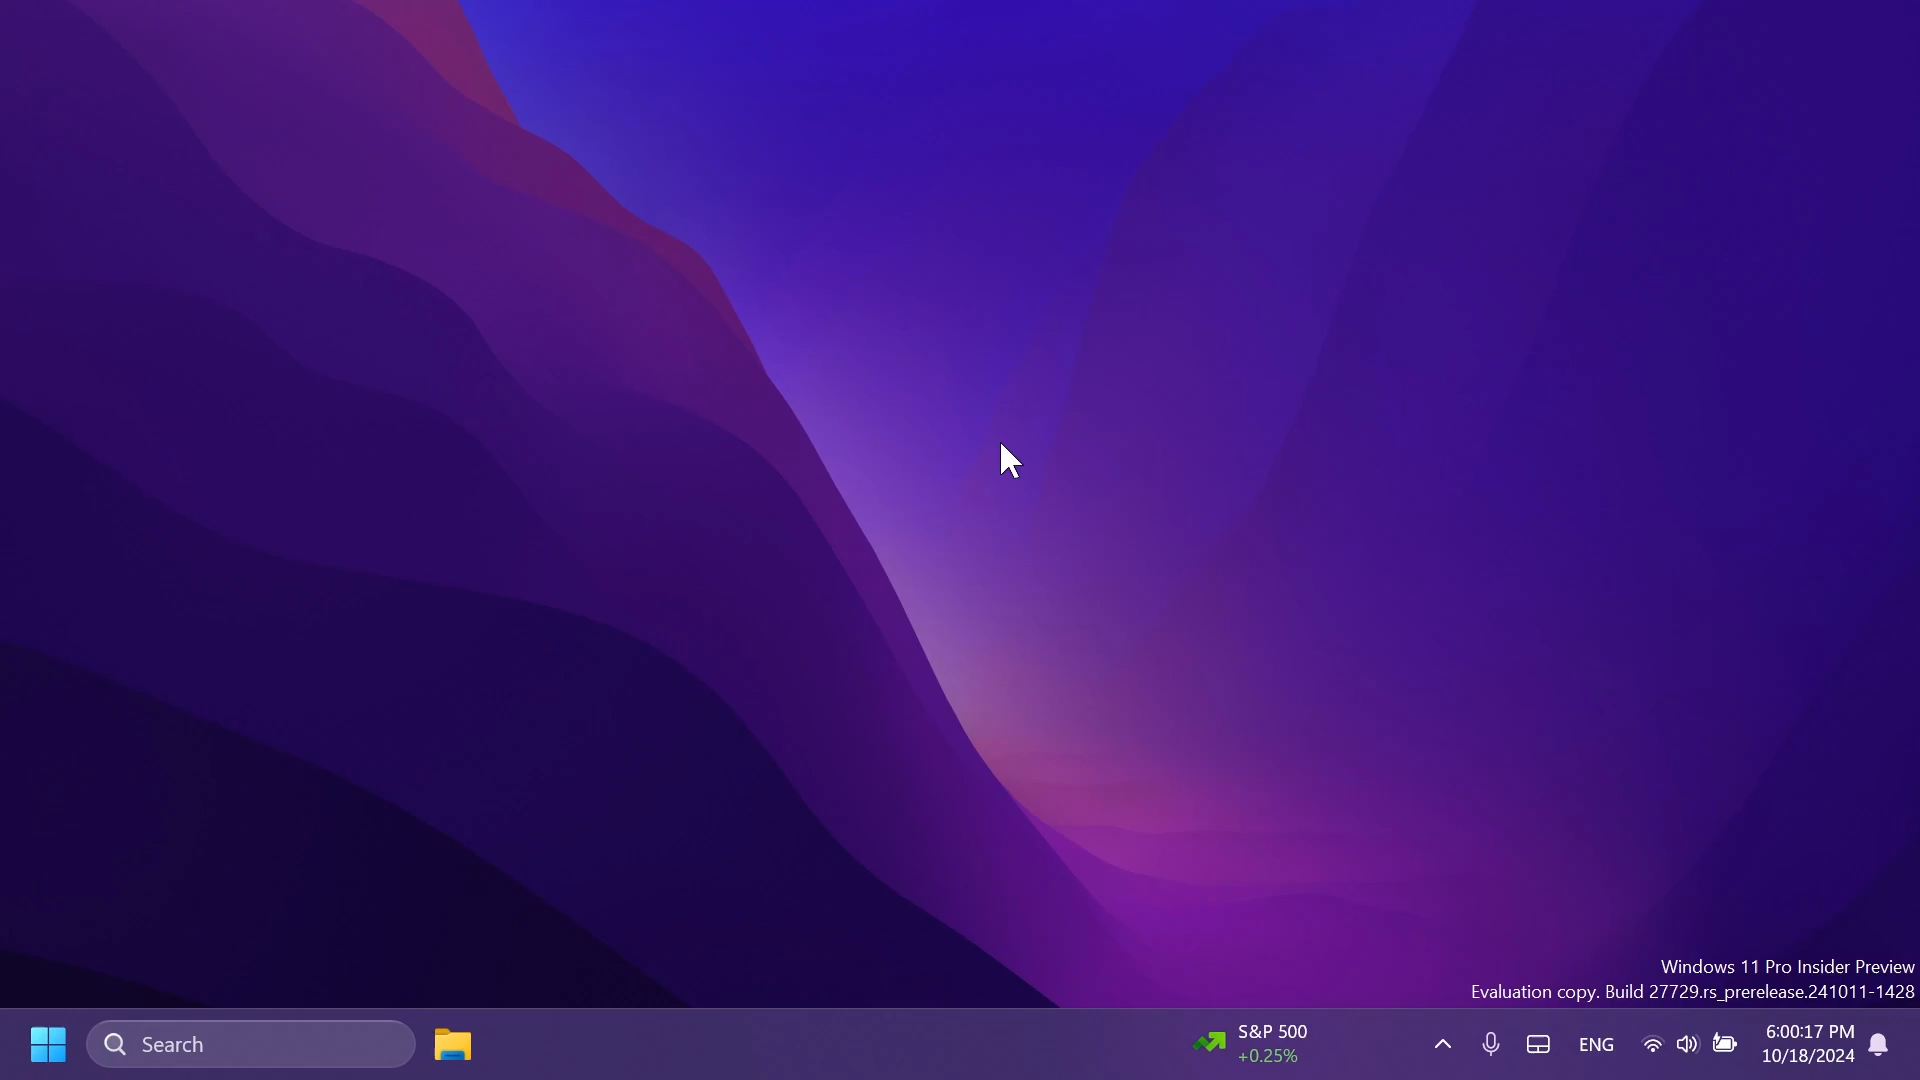 Windows 11 Pro Insider Preview
Evaluation copy. Build 27729.rs_prerelease.241011-1428
Search
S&P 500
+0.25%
ENG
6:00:17 PM
10/18/2024